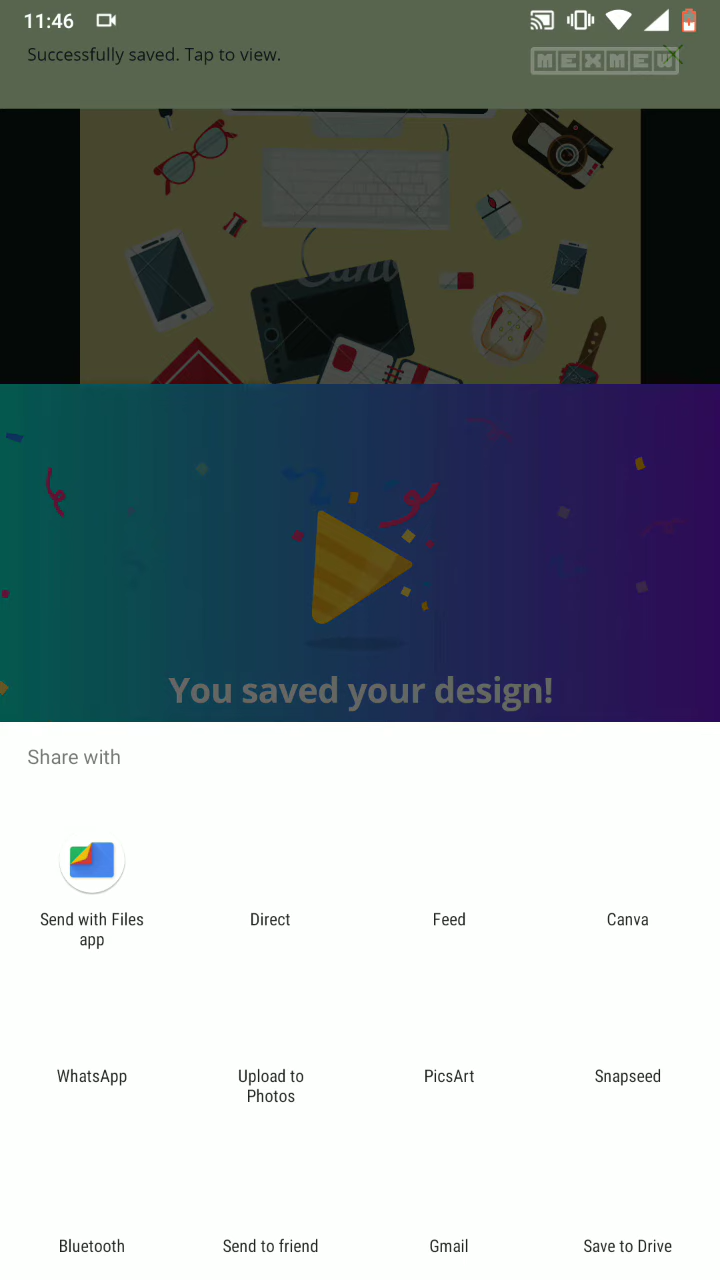 11:46
Successfully saved. Tap to view.
MEXMEW
Canv
You saved your design!
Share with
Send with Files
app
Direct
Feed
Canva
WhatsApp
Upload to
Photos
PicsArt
Snapseed
Bluetooth
Send to friend
Gmail
Save to Drive